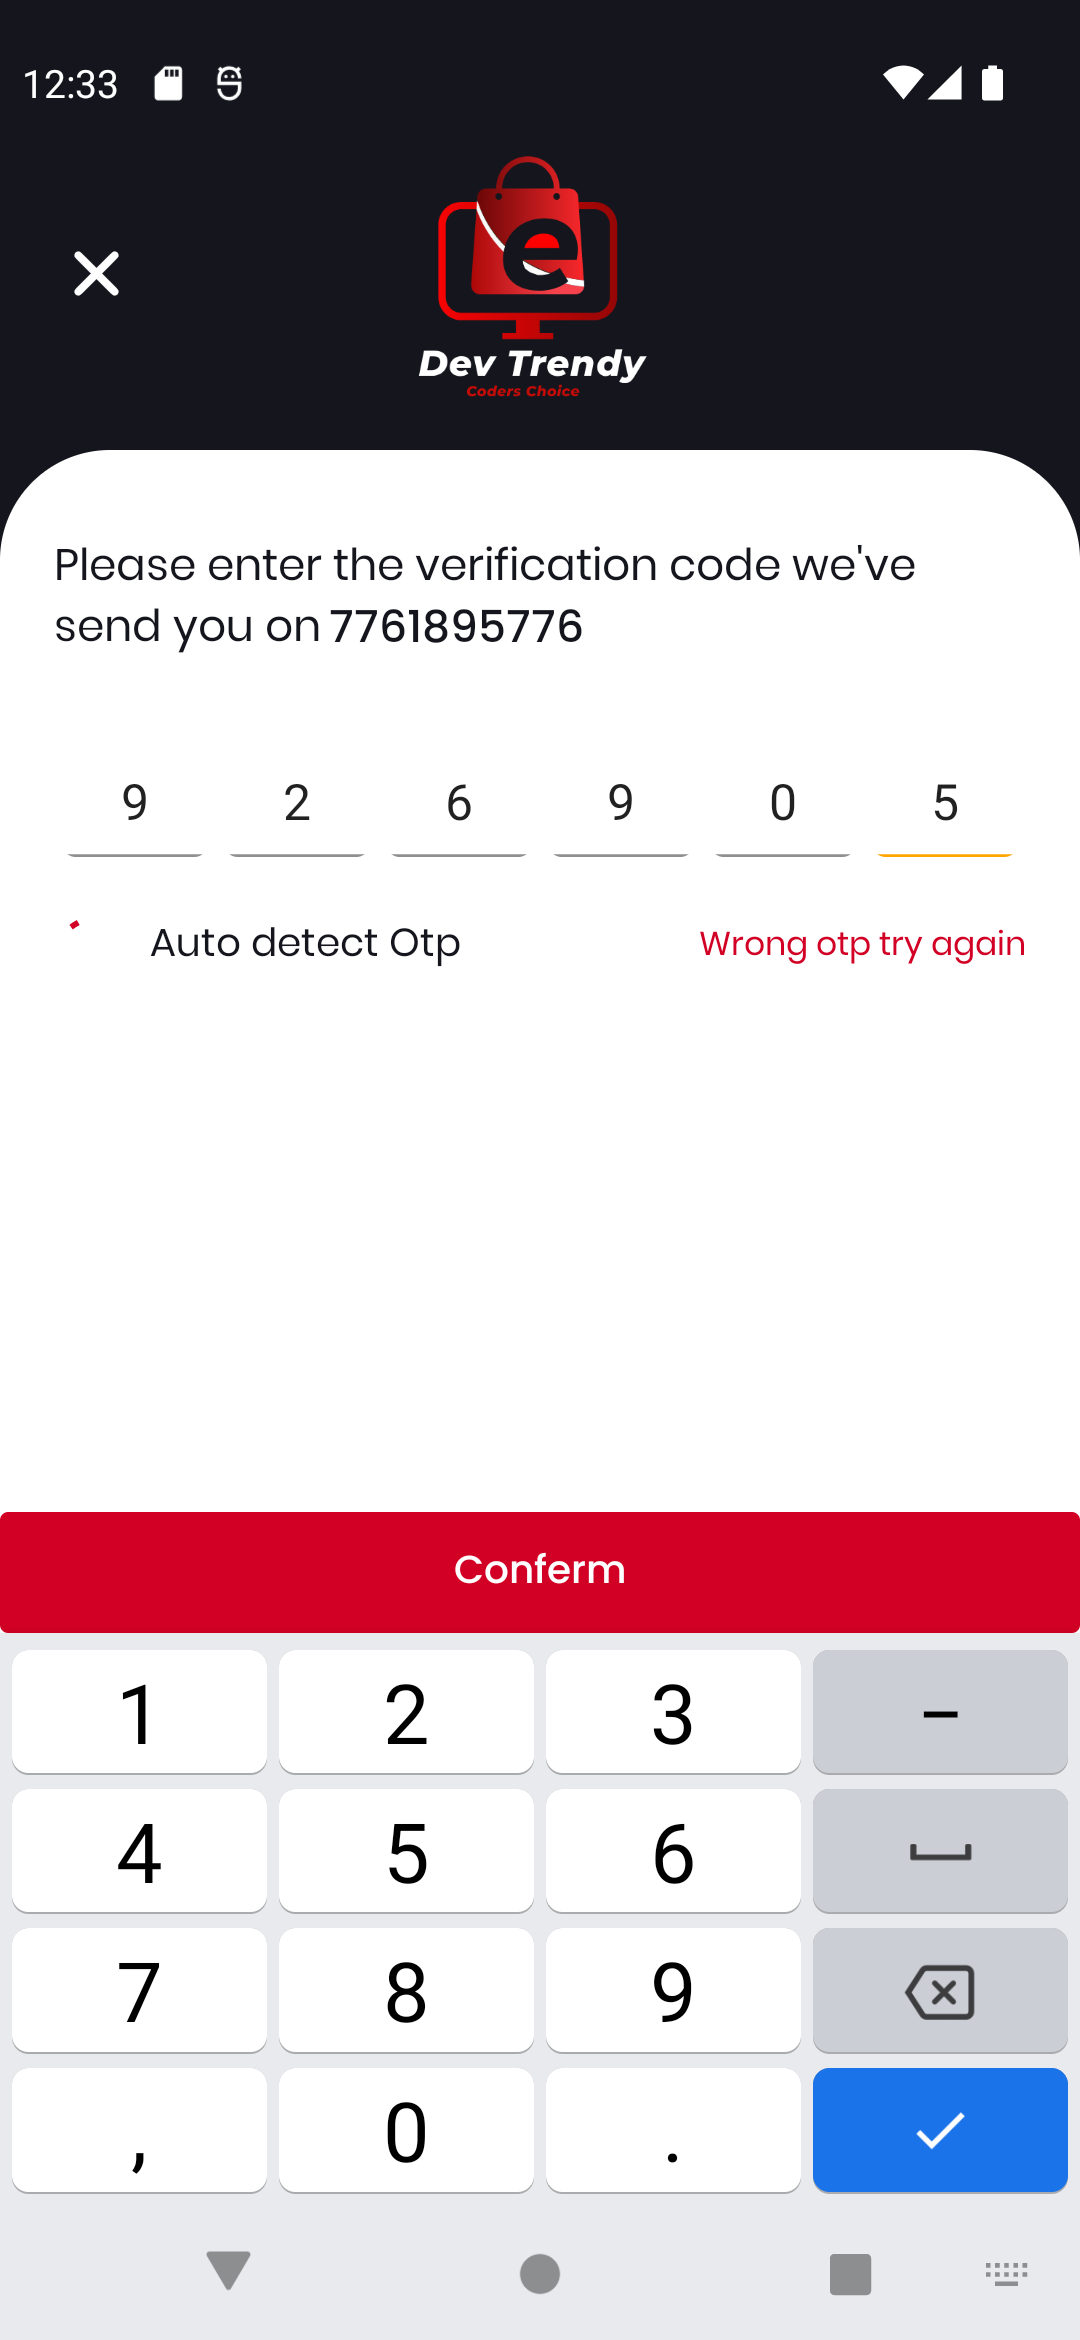 12:33
e
Dev Trendy
Coders Choice
Please enter the verification code we've
send you on 7761895776
9 2 6 9 0 5
Auto detect Otp
Wrong otp try again
Conferm
1 2 3 –
4 5 6
7 8 9
, 0 .